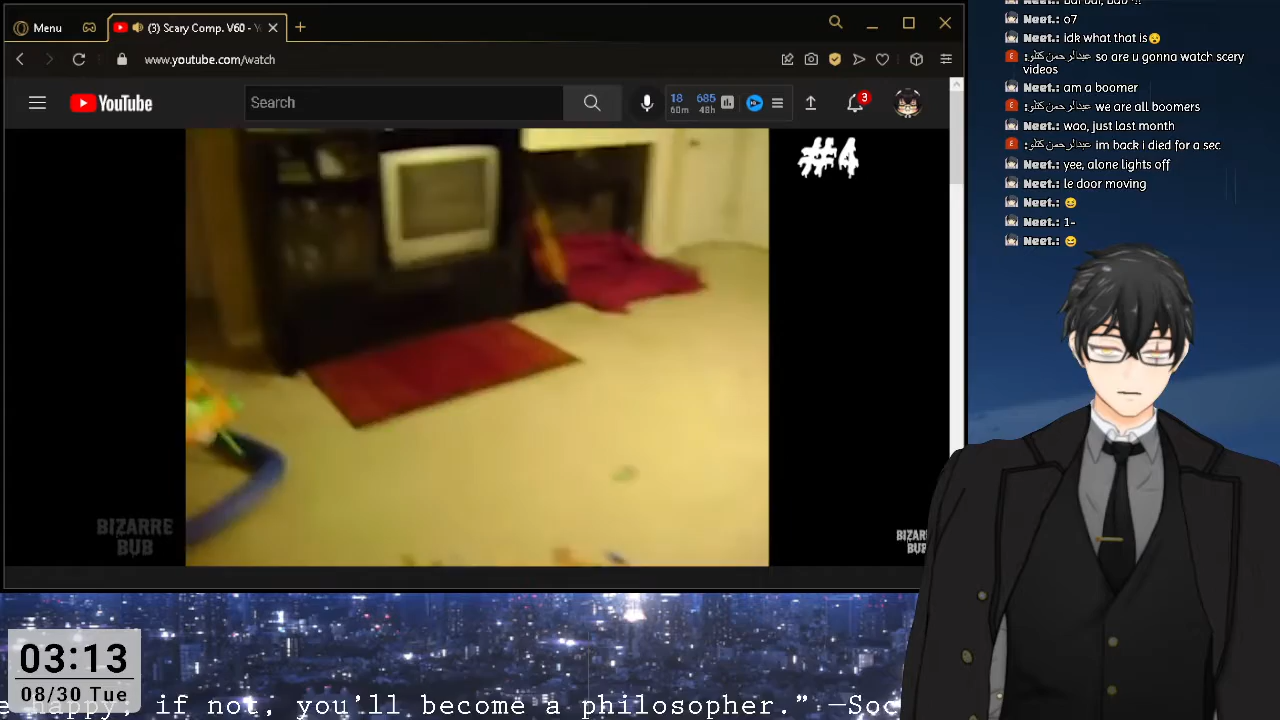 Menu
(3) Scary Comp. V60 - Y
www.youtube.com/watch
YouTube
Search
18
60m
685
48h
3
#4
BIZARRE
BUB
BIZARR
BUB
03:13
08/30 Tue
e happy; if not, you'll become a philosopher." —Soc
Neet.: o7
Neet.: idk what that is😯
عبدالرحمن كتلو: so are u gonna watch scery
videos
Neet.: am a boomer
عبدالرحمن كتلو: we are all boomers
Neet.: woo, just last month
عبدالرحمن كتلو: im back i died for a sec
Neet.: yee, alone lights off
Neet.: le door moving
Neet.: 😆
Neet.: 1-
Neet.: 😆